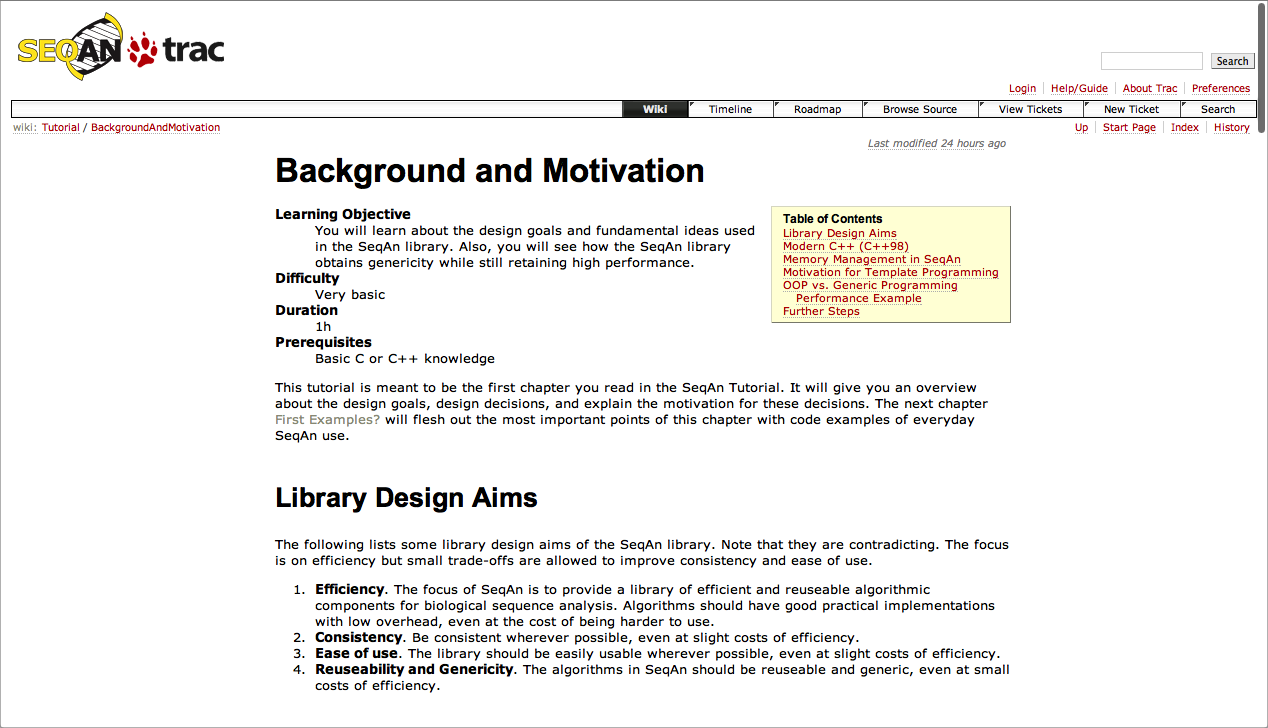 SEQAN trac
Search
Login Help/Guide About Trac Preferences
Wiki Timeline Roadmap Browse Source View Tickets New Ticket Search
wiki: Tutorial / BackgroundAndMotivation
Up Start Page Index History
Last modified 24 hours ago
Background and Motivation
Learning Objective
You will learn about the design goals and fundamental ideas used
in the SeqAn library. Also, you will see how the SeqAn library
obtains genericity while still retaining high performance.
Difficulty
Very basic
Duration
1h
Prerequisites
Basic C or C++ knowledge
Table of Contents
Library Design Aims
Modern C++ (C++98)
Memory Management in SeqAn
Motivation for Template Programming
OOP vs. Generic Programming
Performance Example
Further Steps
This tutorial is meant to be the first chapter you read in the SeqAn Tutorial. It will give you an overview
about the design goals, design decisions, and explain the motivation for these decisions. The next chapter
First Examples? will flesh out the most important points of this chapter with code examples of everyday
SeqAn use.
Library Design Aims
The following lists some library design aims of the SeqAn library. Note that they are contradicting. The focus
is on efficiency but small trade-offs are allowed to improve consistency and ease of use.
1. Efficiency. The focus of SeqAn is to provide a library of efficient and reuseable algorithmic
components for biological sequence analysis. Algorithms should have good practical implementations
with low overhead, even at the cost of being harder to use.
2. Consistency. Be consistent wherever possible, even at slight costs of efficiency.
3. Ease of use. The library should be easily usable wherever possible, even at slight costs of efficiency.
4. Reuseability and Genericity. The algorithms in SeqAn should be reuseable and generic, even at small
costs of efficiency.